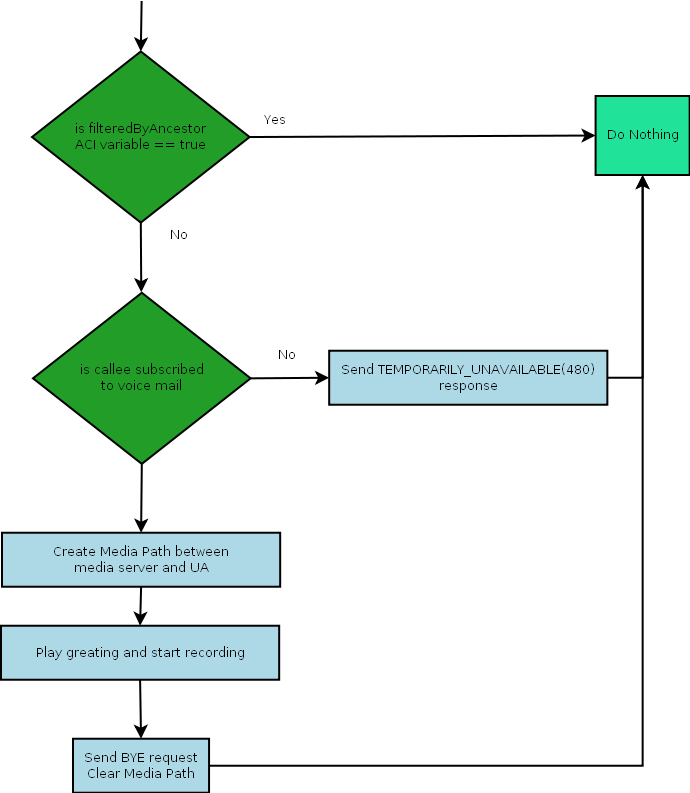 is filteredByAncestor
ACI variable == true
Yes
Do Nothing
No
is callee subscribed
to voice mail
No
Send TEMPORARILY_UNAVAILABLE(480)
response
Create Media Path between
media server and UA
Play greating and start recording
Send BYE request
Clear Media Path